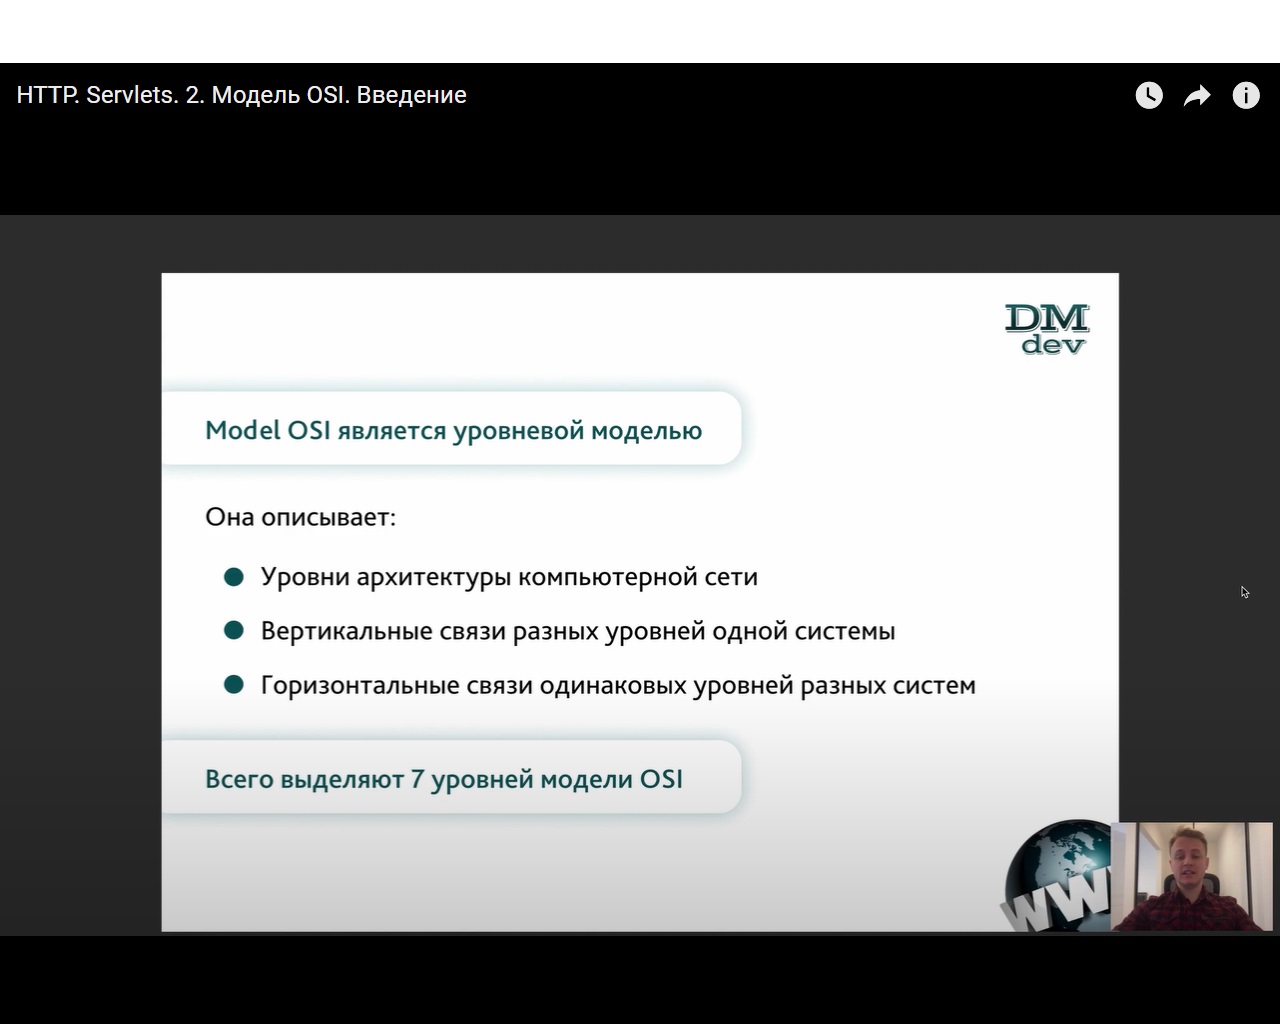 HTTP. Servlets. 2. Модель OSI. Введение
DM
dev
Model OSI является уровневой моделью
Она описывает:
Уровни архитектуры компьютерной сети
Вертикальные связи разных уровней одной системы
Горизонтальные связи одинаковых уровней разных систем
Всего выделяют 7 уровней модели OSI